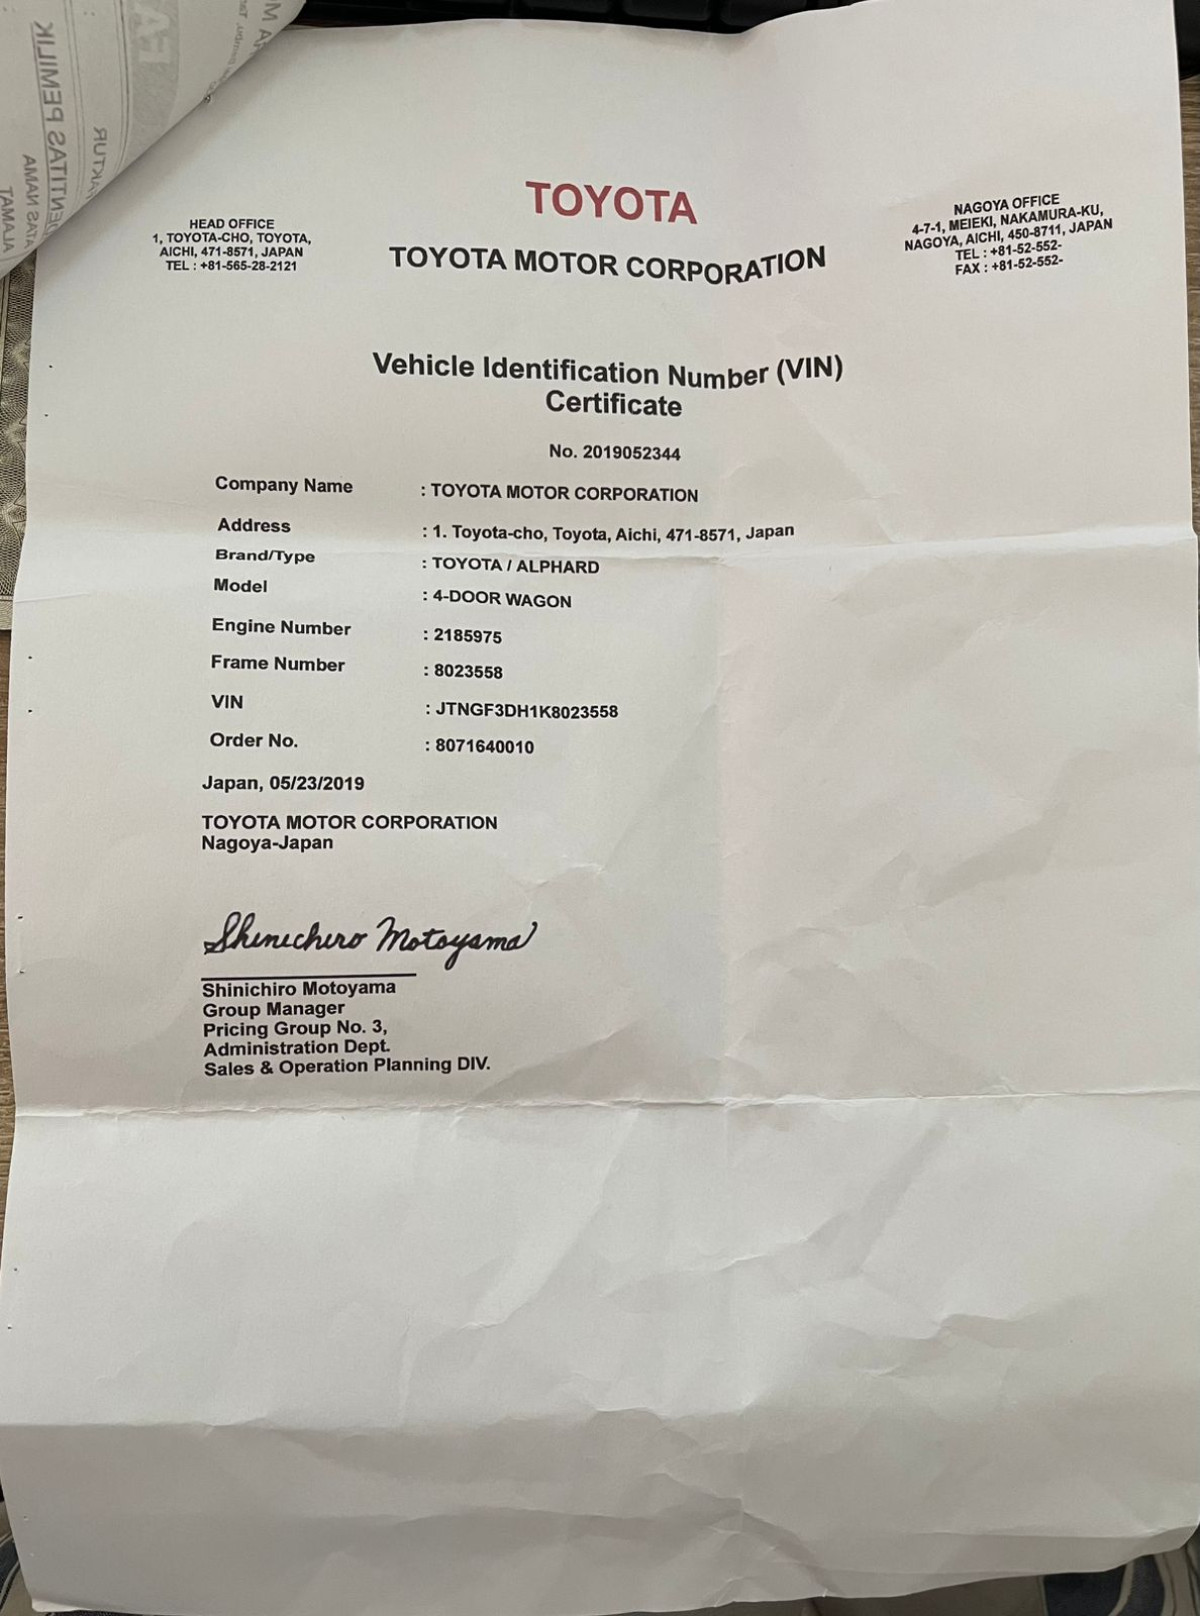 HEAD OFFICE
1, TOYOTA-CHO, TOYOTA,
AICHI, 471-8571, JAPAN
TEL : +81-565-28-2121
TOYOTA
TOYOTA MOTOR CORPORATION
NAGOYA OFFICE
4-7-1, MEIEKI, NAKAMURA-KU,
NAGOYA, AICHI, 450-8711, JAPAN
TEL : +81-52-552-
FAX : +81-52-552-
Vehicle Identification Number (VIN)
Certificate
No. 2019052344
Company Name : TOYOTA MOTOR CORPORATION
Address : 1. Toyota-cho, Toyota, Aichi, 471-8571, Japan
Brand/Type : TOYOTA / ALPHARD
Model : 4-DOOR WAGON
Engine Number : 2185975
Frame Number : 8023558
VIN : JTNGF3DH1K8023558
Order No. : 8071640010
Japan, 05/23/2019
TOYOTA MOTOR CORPORATION
Nagoya-Japan
Shinichiro Motoyama
Shinichiro Motoyama
Group Manager
Pricing Group No. 3,
Administration Dept.
Sales & Operation Planning DIV.